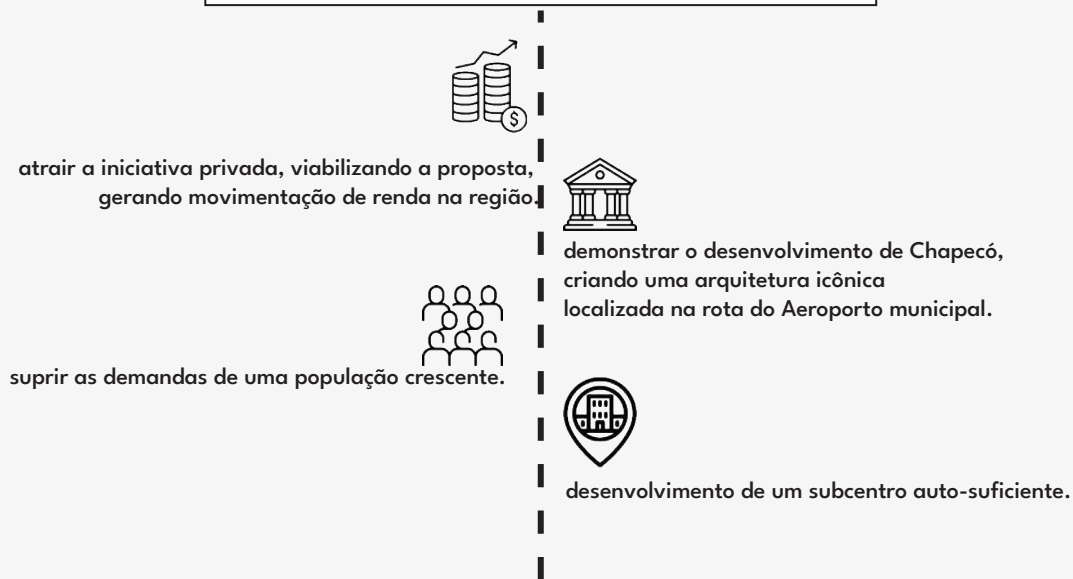 $
atrair a iniciativa privada, viabilizando a proposta,
gerando movimentação de renda na região.
demonstrar o desenvolvimento de Chapecó,
criando uma arquitetura icônica
localizada na rota do Aeroporto municipal.
suprir as demandas de uma população crescente.
desenvolvimento de um subcentro auto-suficiente.